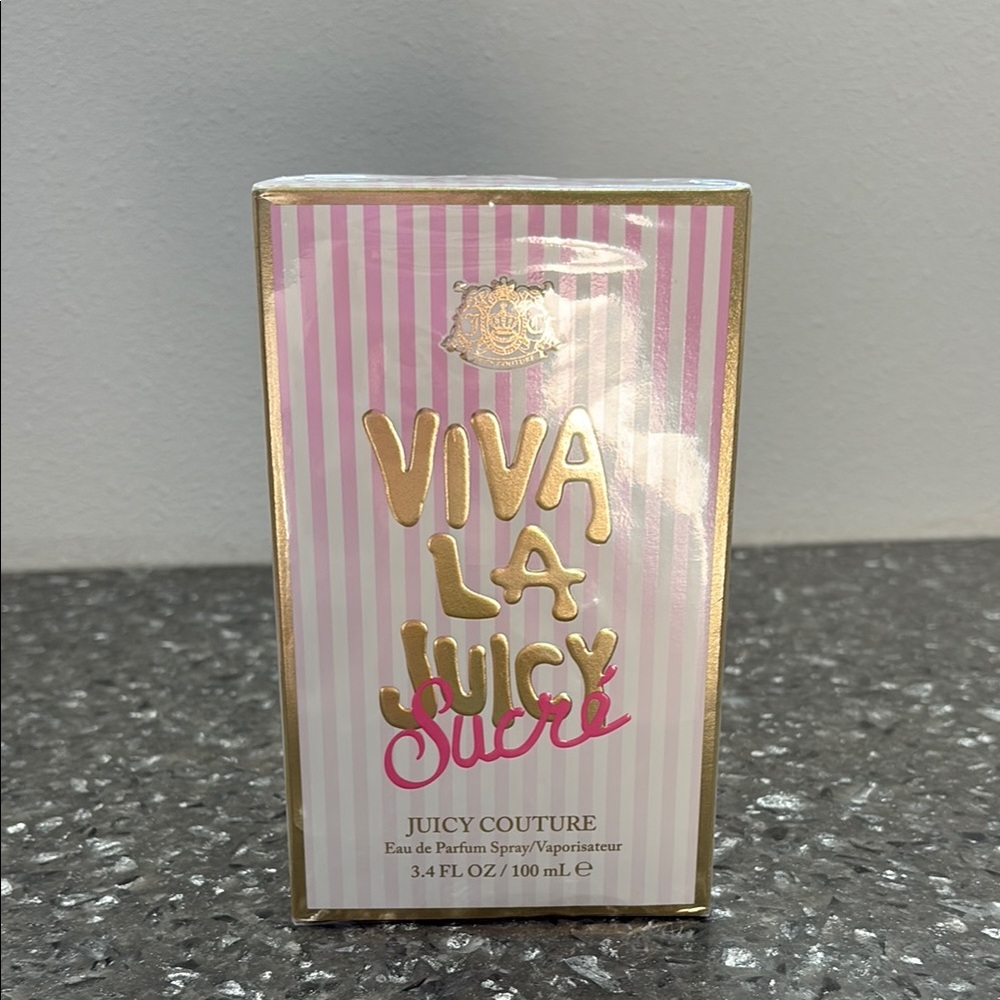 J C
VIVA
LA
JUICY
Sucré
JUICY COUTURE
Eau de Parfum Spray/Vaporisateur
3.4 FL OZ / 100 mL ℮